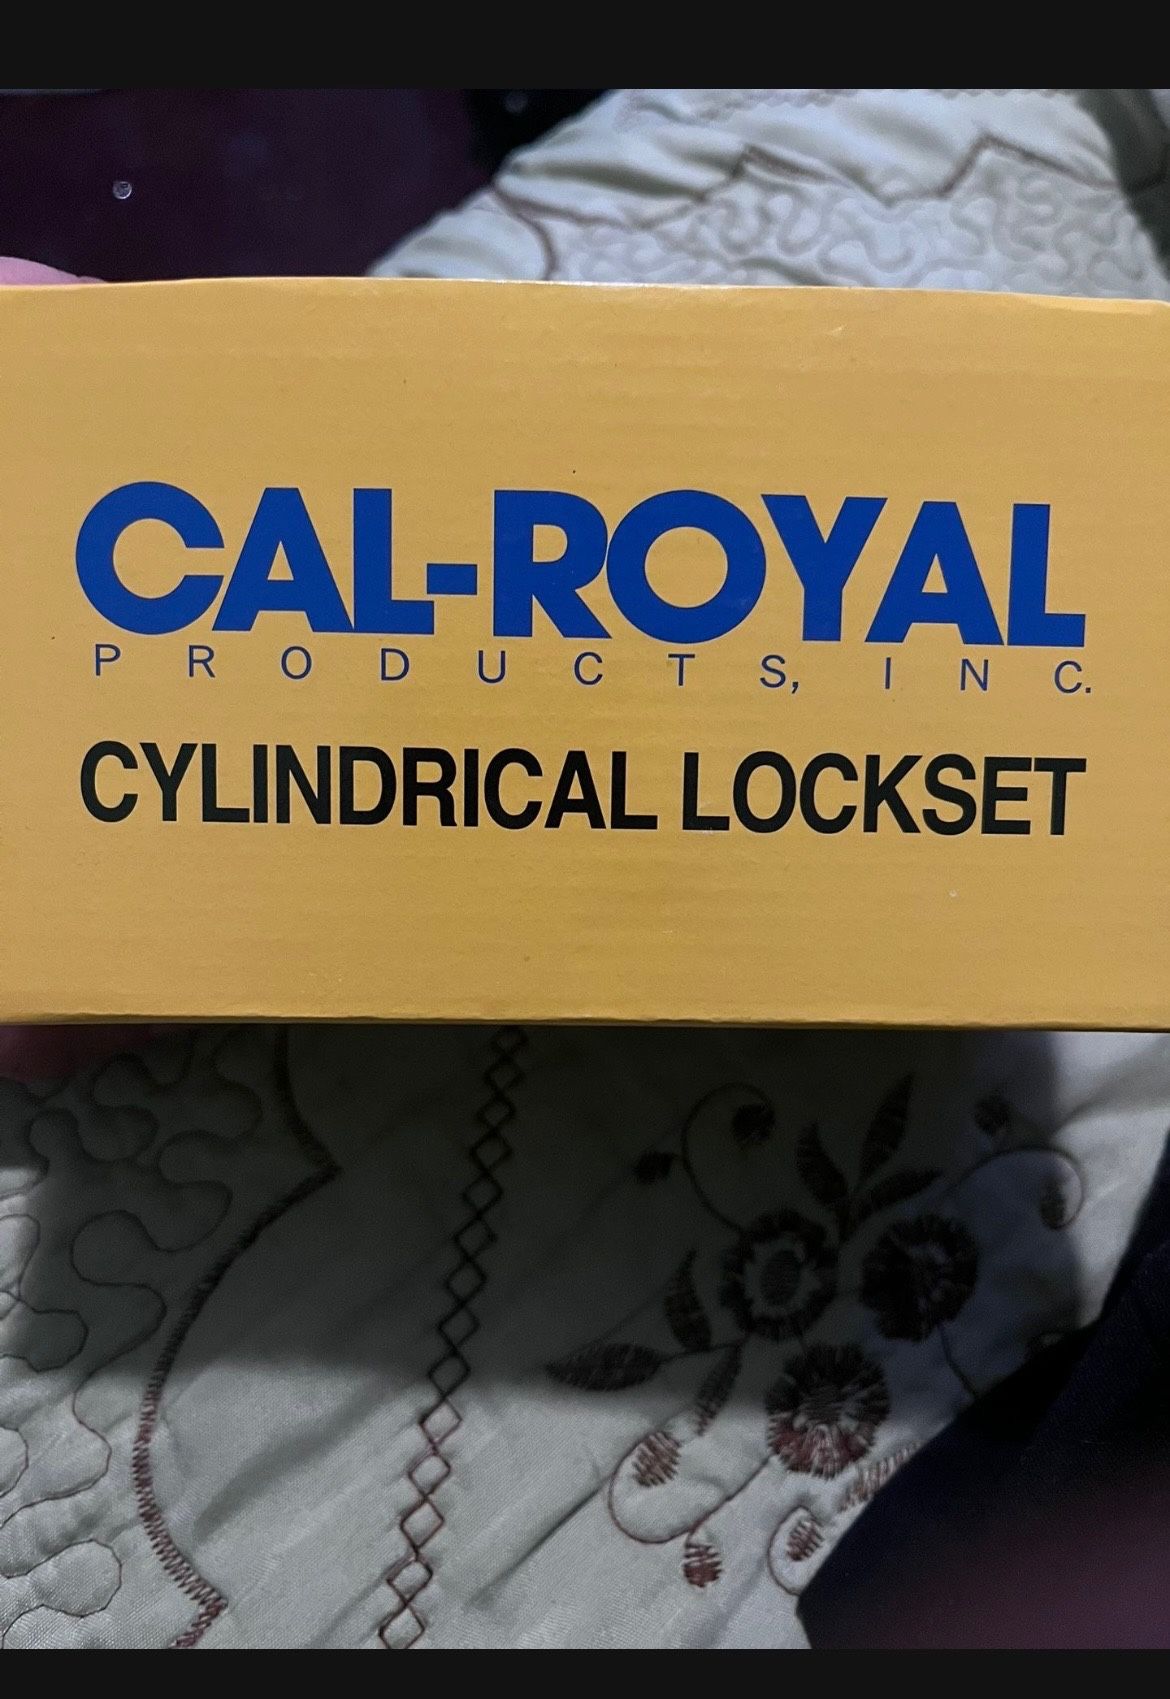 CAL-ROYAL
PRODUCTS, INC.
CYLINDRICAL LOCKSET